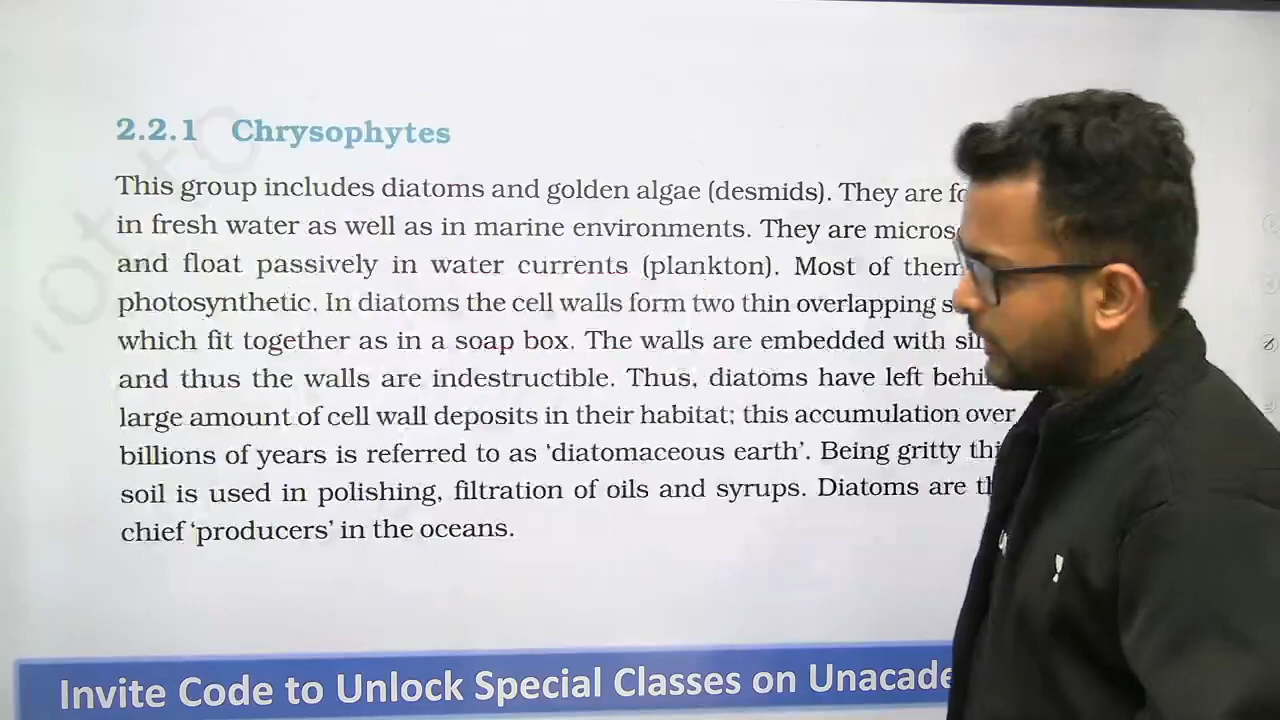 2.2.1 Chrysophytes
This group includes diatoms and golden algae (desmids). They are
in fresh water as well as in marine environments. They are
and float passively in water currents (plankton). Most of
photosynthetic. In diatoms the cell walls form two thin overlapping
which fit together as in a soap box. The walls are embedded with
and thus the walls are indestructible. Thus, diatoms have left
large amount of cell wall deposits in their habitat; this accumulation over
billions of years is referred to as ‘diatomaceous earth’. Being gritty
soil is used in polishing, filtration of oils and syrups. Diatoms are
chief ‘producers’ in the oceans.
Invite Code to Unlock Special Classes on